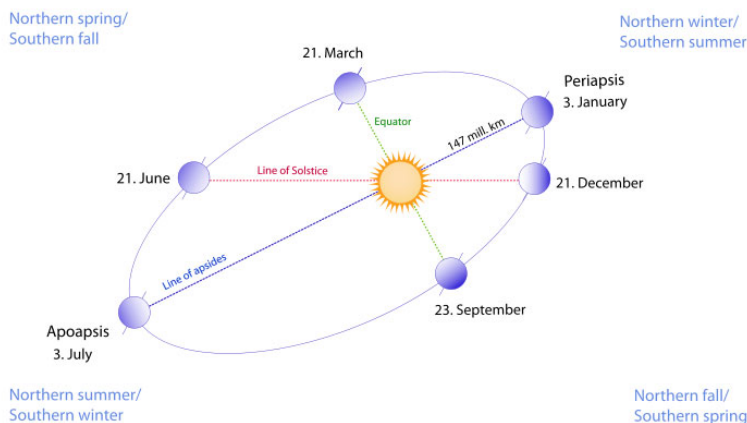 Northern spring/
Southern fall
Northern winter/
Southern summer
21. March
Periapsis
3. January
Equator
147 mill. km
21. June
Line of Solstice
21. December
Line of apsides
23. September
Apoapsis
3. July
Northern summer/
Southern winter
Northern fall/
Southern spring